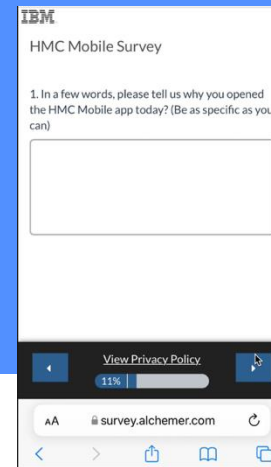 IBM
HMC Mobile Survey
1. In a few words, please tell us why you opened
the HMC Mobile app today? (Be as specific as you
can)
View Privacy Policy
11%
AA survey.alchemer.com